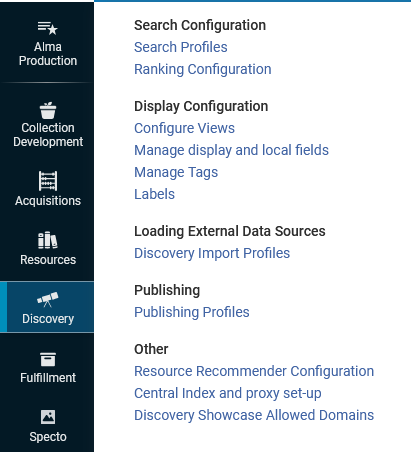 Alma
Production
Collection
Development
Acquisitions
Resources
Discovery
Fulfillment
Specto
Search Configuration
Search Profiles
Ranking Configuration
Display Configuration
Configure Views
Manage display and local fields
Manage Tags
Labels
Loading External Data Sources
Discovery Import Profiles
Publishing
Publishing Profiles
Other
Resource Recommender Configuration
Central Index and proxy set-up
Discovery Showcase Allowed Domains